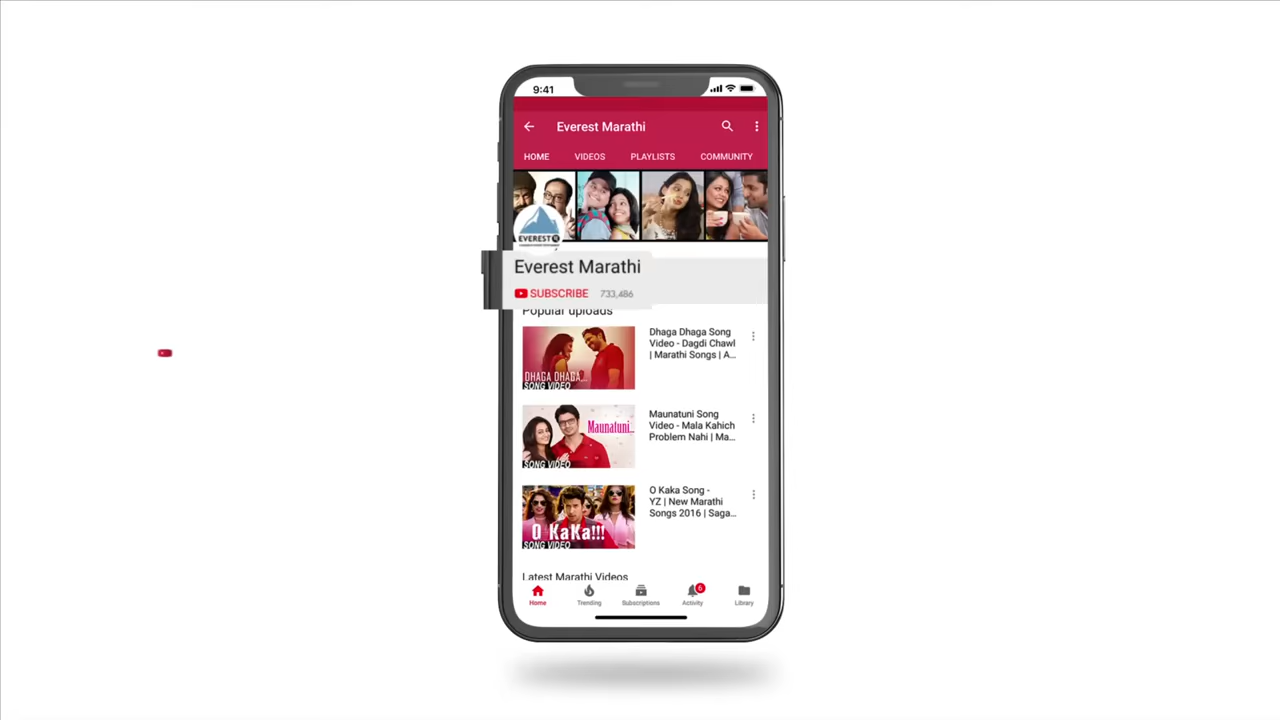 9:41
Everest Marathi
HOME VIDEOS PLAYLISTS COMMUNITY
EVEREST
Everest Marathi
SUBSCRIBE 733,486
Popular uploads
DHAGA DHAGA...
SONG VIDEO
Dhaga Dhaga Song
Video - Dagdi Chawl
| Marathi Songs | A...
Maunatuni...
SONG VIDEO
Maunatuni Song
Video - Mala Kahich
Problem Nahi | Ma...
O KaKa!!!
SONG VIDEO
O Kaka Song -
YZ | New Marathi
Songs 2016 | Saga...
Latest Marathi Videos
6
Home Trending Subscriptions Activity Library